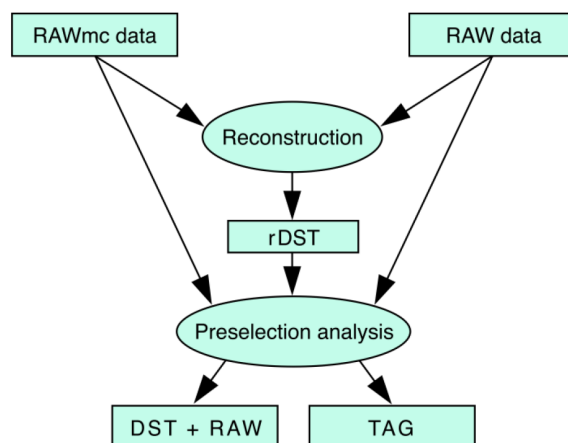 RAWmc data
RAW data
Reconstruction
rDST
Preselection analysis
DST + RAW
TAG